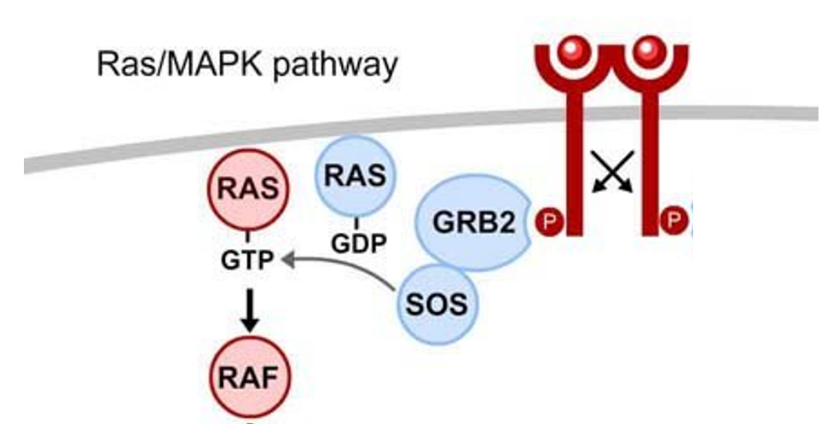 Ras/MAPK pathway
RAS
GTP
RAS
GDP
GRB2
SOS
P
P
RAF